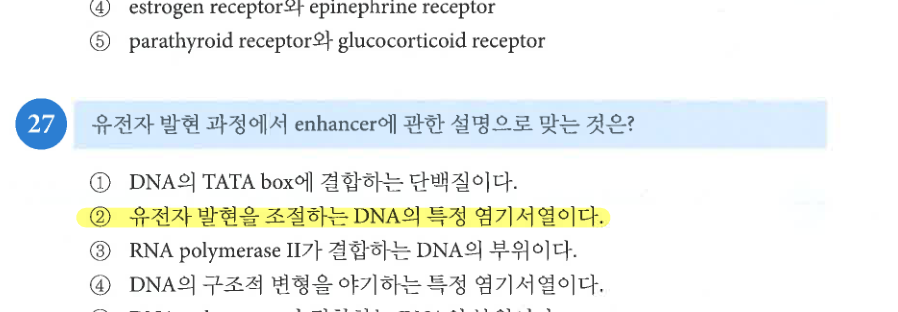 ④ estrogen receptor와 epinephrine receptor
⑤ parathyroid receptor와 glucocorticoid receptor
27 유전자 발현 과정에서 enhancer에 관한 설명으로 맞는 것은?
① DNA의 TATA box에 결합하는 단백질이다.
② 유전자 발현을 조절하는 DNA의 특정 염기서열이다.
③ RNA polymerase II가 결합하는 DNA의 부위이다.
④ DNA의 구조적 변형을 야기하는 특정 염기서열이다.